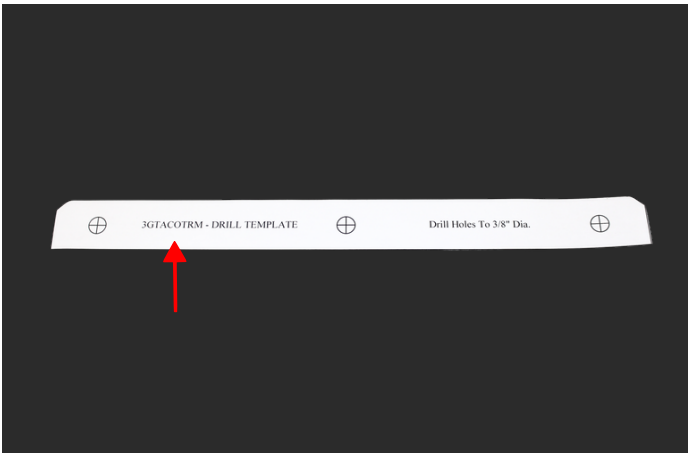 3GTACOTRM - DRILL TEMPLATE
Drill Holes To 3/8" Dia.